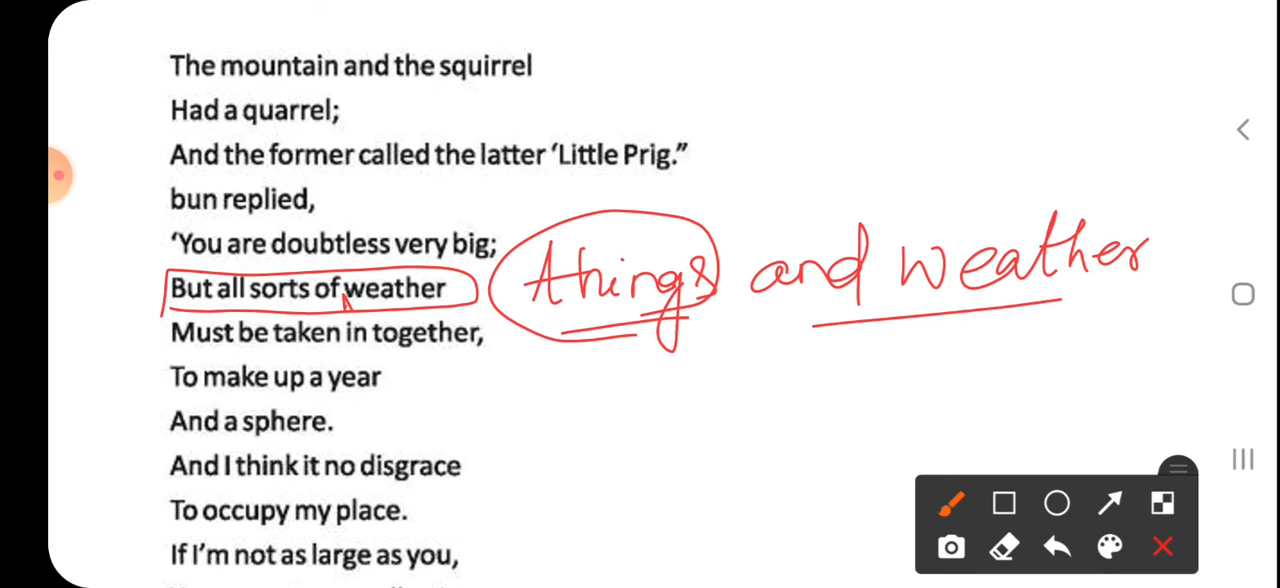 The mountain and the squirrel
Had a quarrel;
And the former called the latter ‘Little Prig.”
bun replied,
‘You are doubtless very big;
But all sorts of weather things and weather
Must be taken in together,
To make up a year
And a sphere.
And I think it no disgrace
To occupy my place.
If I’m not as large as you,